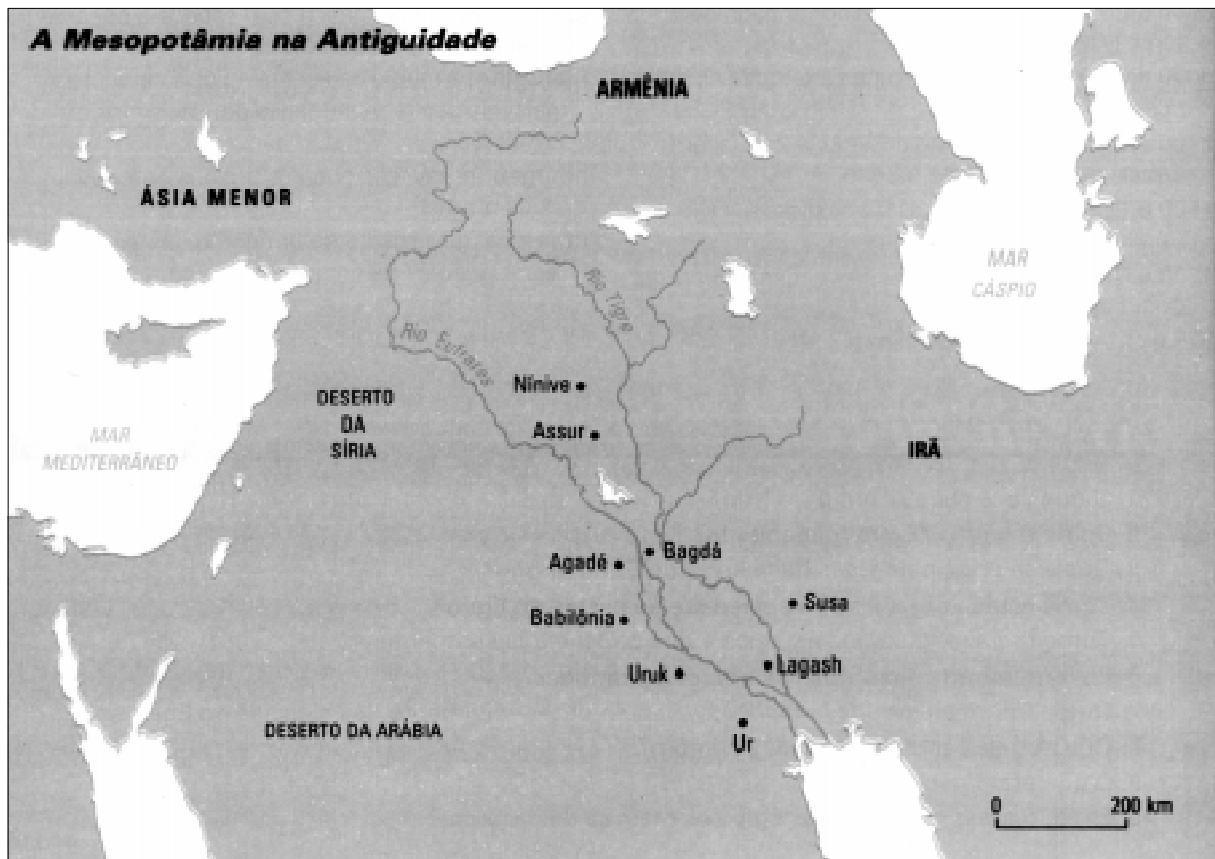 A Mesopotâmia na Antiguidade
ARMÊNIA
ÁSIA MENOR
MAR
CÁSPIO
Rio Tigre
Rio Eufrates
Nínive
DESERTO
DA
SÍRIA
Assur
MAR
MEDITERRÂNEO
IRÃ
Bagdá
Agadé
Susa
Babilônia
Lagash
Uruk
DESERTO DA ARÁBIA
Ur
0 200 km